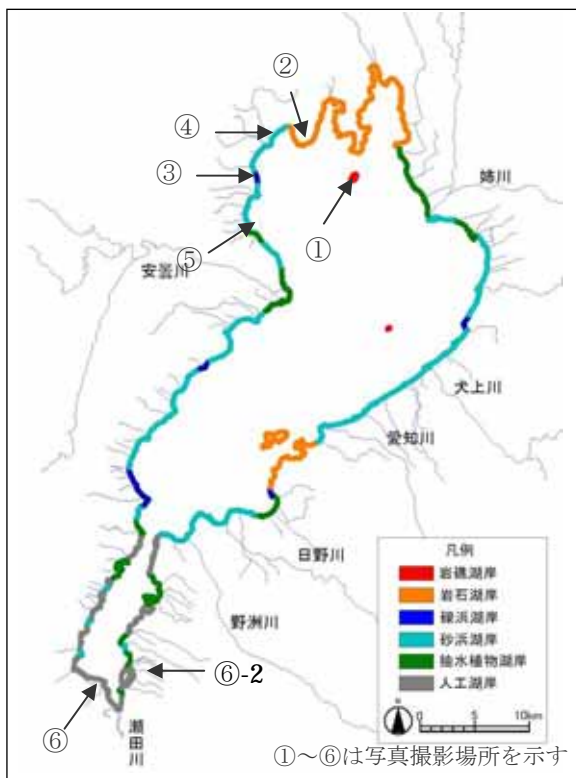 ②
④
③
姉川
①
⑤
安曇川
犬上川
愛知川
日野川
野洲川
⑥-2
⑥
瀬田川
凡例
岩礁湖岸
岩石湖岸
礫浜湖岸
砂浜湖岸
抽水植物湖岸
人工湖岸
N
0 5 10km
①~⑥は写真撮影場所を示す